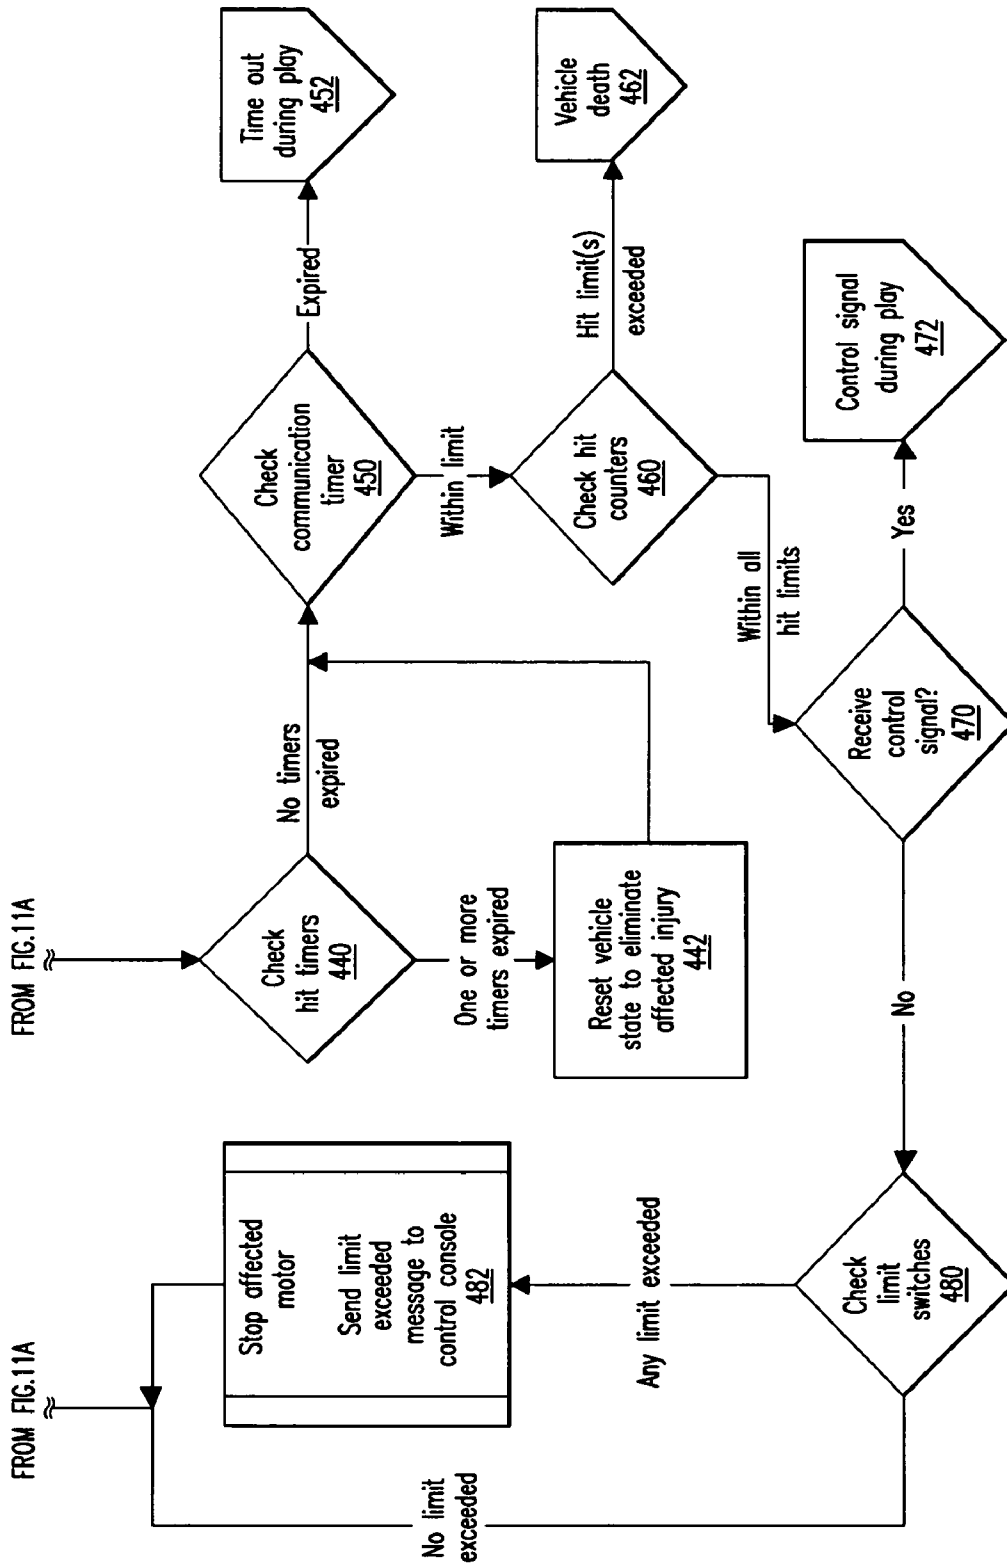 FROM FIG.11A
FROM FIG.11A
Check
hit timers
440
No timers
expired
One or more
timers expired
Reset vehicle
state to eliminate
affected injury
442
Check
communication
timer
450
Expired
Time out
during play
452
Within limit
Check hit
counters
460
Hit limit(s)
exceeded
Vehicle
death
462
Within all
hit limits
Receive
control
signal?
470
Yes
Control signal
during play
472
No
Check
limit
switches
480
Any limit exceeded
Stop affected
motor
Send limit
exceeded
message to
control console
482
No limit
exceeded